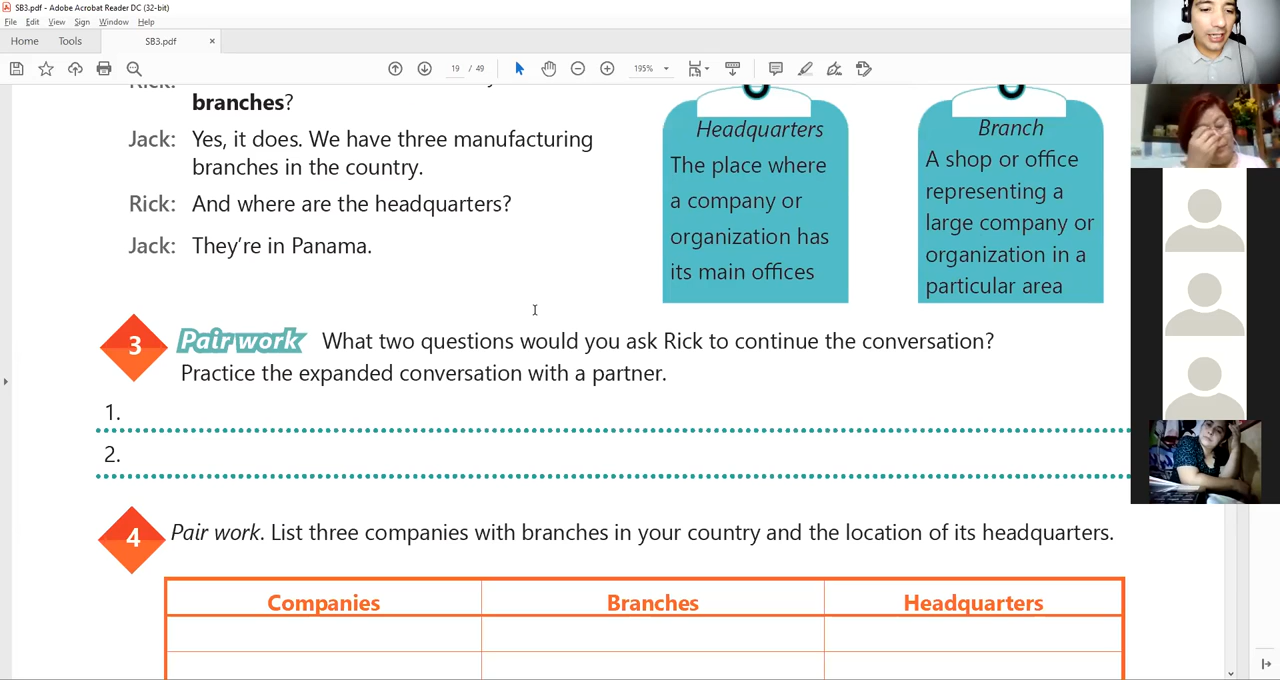 SB3.pdf - Adobe Acrobat Reader DC (32-bit)
File Edit View Sign Window Help
Home Tools SB3.pdf ×
19 / 49 195%
branches?
Jack: Yes, it does. We have three manufacturing
branches in the country.
Rick: And where are the headquarters?
Jack: They're in Panama.
Headquarters
The place where
a company or
organization has
its main offices
Branch
A shop or office
representing a
large company or
organization in a
particular area
3 Pair work What two questions would you ask Rick to continue the conversation?
Practice the expanded conversation with a partner.
1.
2.
4 Pair work. List three companies with branches in your country and the location of its headquarters.
Companies Branches Headquarters